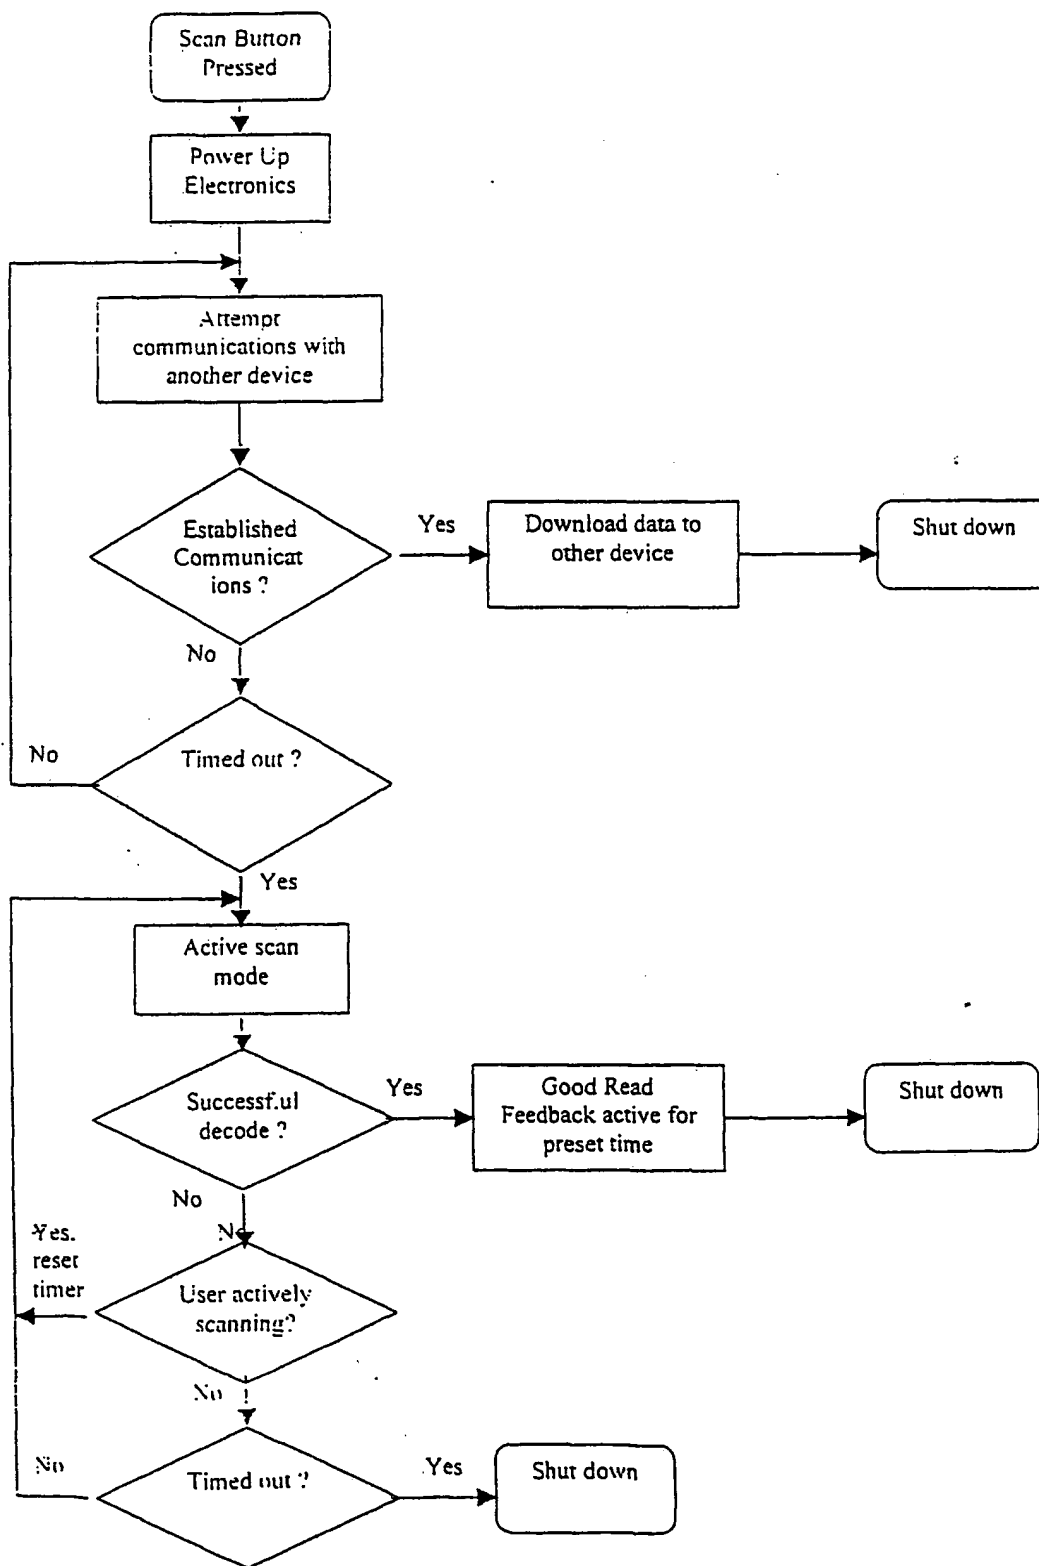 Scan Button
Pressed
Power Up
Electronics
Attempt
communications with
another device
Established
Communicat
ions ?
Yes
Download data to
other device
Shut down
No
Timed out ?
No
Yes
Active scan
mode
Successful
decode ?
Yes
Good Read
Feedback active for
preset time
Shut down
No
No
Yes.
reset
timer
User actively
scanning?
No
Timed out ?
No
Yes
Shut down